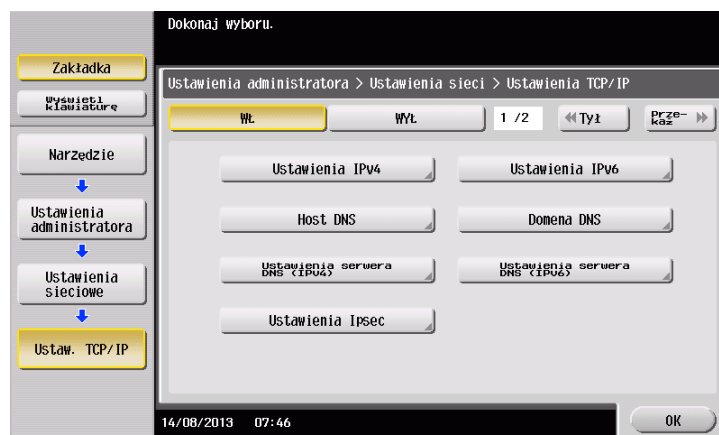 Dokonaj wyboru.
Zakładka
Wyświetl
klawiaturę
Ustawienia administratora > Ustawienia sieci > Ustawienia TCP/IP
WŁ.
WYŁ.
1 /2
Tył
Prze-
kaz
Narzędzie
Ustawienia
administratora
Ustawienia
sieciowe
Ustaw. TCP/IP
Ustawienia IPv4
Ustawienia IPv6
Host DNS
Domena DNS
Ustawienia serwera
DNS (IPv4)
Ustawienia serwera
DNS (IPv6)
Ustawienia Ipsec
14/08/2013 07:46
OK